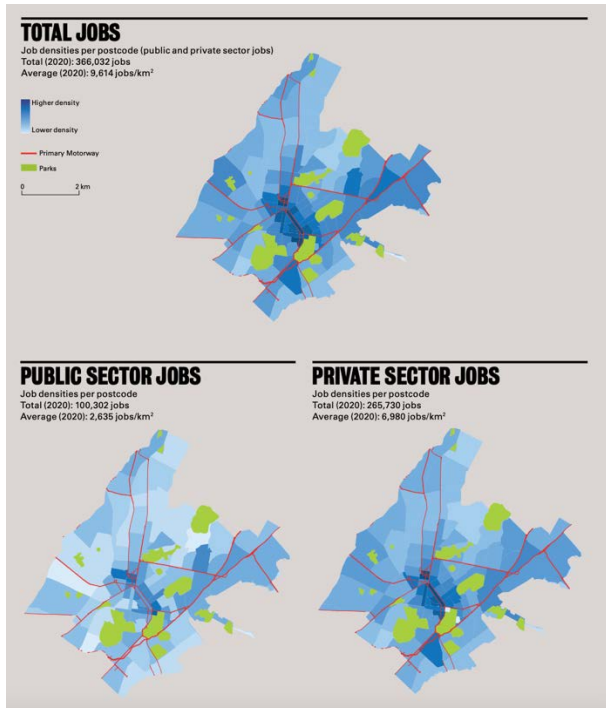 TOTAL JOBS
Job densities per postcode (public and private sector jobs)
Total (2020): 366,032 jobs
Average (2020): 9,614 jobs/km²
Higher density
Lower density
Primary Motorway
Parks
0 2 km
PUBLIC SECTOR JOBS
Job densities per postcode
Total (2020): 100,302 jobs
Average (2020): 2,635 jobs/km²
PRIVATE SECTOR JOBS
Job densities per postcode
Total (2020): 265,730 jobs
Average (2020): 6,980 jobs/km²